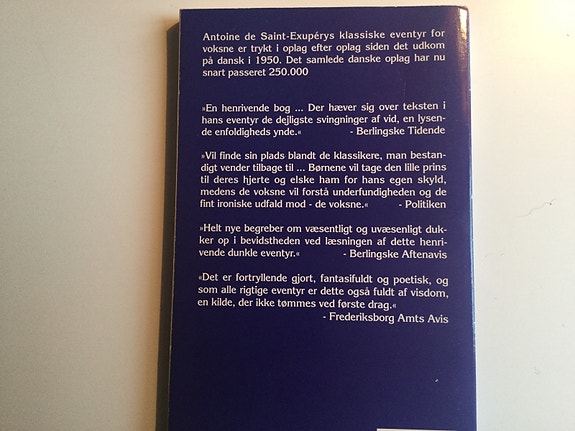 Antoine de Saint-Exupérys klassiske eventyr for
voksne er trykt i oplag efter oplag siden det udkom
på dansk i 1950. Det samlede danske oplag har nu
snart passeret 250.000
»En henrivende bog ... Der hæver sig over teksten i
hans eventyr de dejligste svingninger af vid, en lysen-
de enfoldigheds ynde.« - Berlingske Tidende
»Vil finde sin plads blandt de klassikere, man bestan-
digt vender tilbage til ... Børnene vil tage den lille prins
til deres hjerte og elske ham for hans egen skyld,
medens de voksne vil forstå underfundigheden og de
fint ironiske udfald mod - de voksne.« - Politiken
»Helt nye begreber om væsentligt og uvæsenligt duk-
ker op i bevidstheden ved læsningen af dette henri-
vende dunkle eventyr.« - Berlingske Aftenavis
«Det er fortryllende gjort, fantasifuldt og poetisk, og
som alle rigtige eventyr er dette også fuldt af visdom,
en kilde, der ikke tømmes ved første drag.«
- Frederiksborg Amts Avis